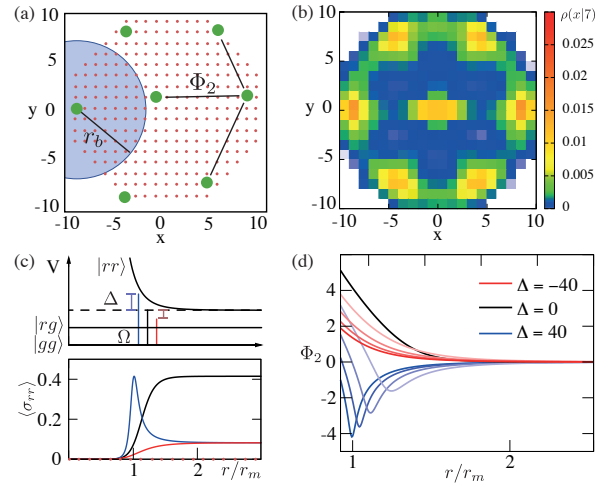 (a)
10
5
y 0
-5
-10
-10 -5 0 5 10
x
Φ₂
r_b
(b)
10
5
y 0
-5
-10
-10 -5 0 5 10
x
ρ(x|7)
0.03
0.025
0.02
0.015
0.01
0.005
0
(c)
V
|rr⟩
Δ
|rg⟩
|gg⟩
Ω
⟨σ_rr⟩
0.4
0.2
0
1 2 r/r_m
(d)
Δ = -40
Δ = 0
Δ = 40
4
2
Φ₂
0
-2
-4
1 2
r/r_m